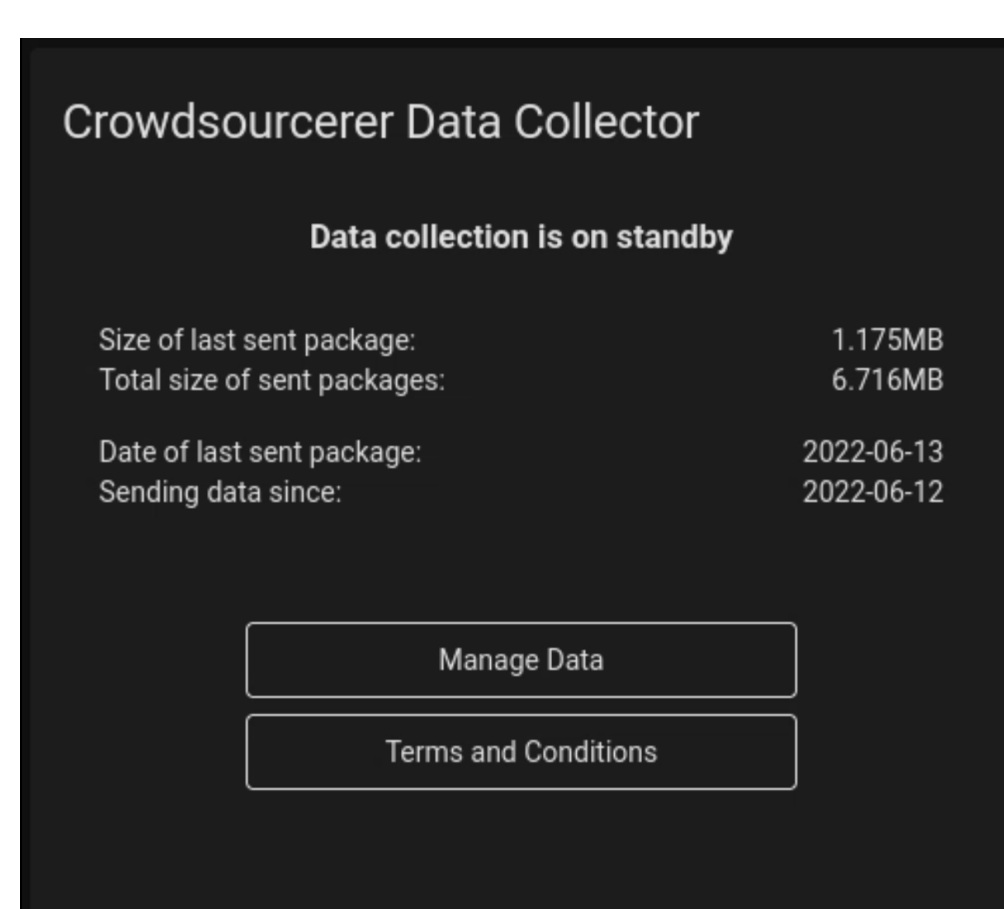 Crowdsourcerer Data Collector
Data collection is on standby
Size of last sent package: 1.175MB
Total size of sent packages: 6.716MB
Date of last sent package: 2022-06-13
Sending data since: 2022-06-12
Manage Data
Terms and Conditions